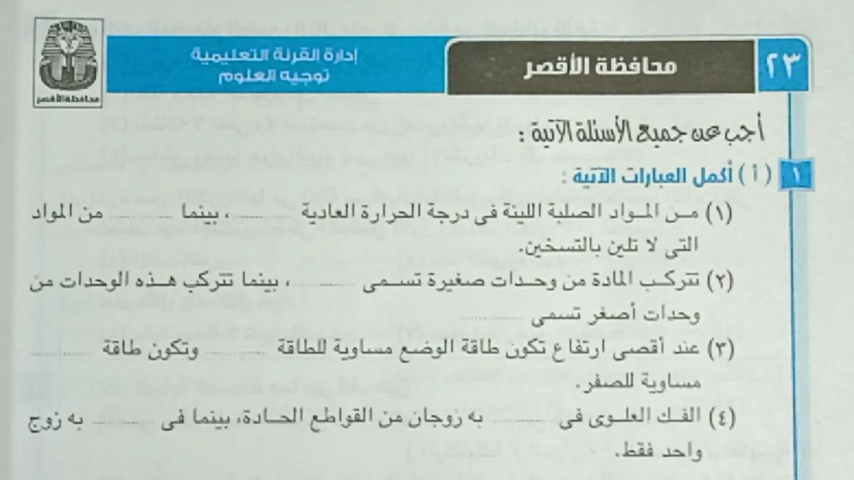 ٢٣
محافظة الأقصر
إدارة القرنة التعليمية
توجيه العلوم
محافظة الأقصر
أجب عن جميع الأسئلة الآتية :
١ (أ) أكمل العبارات الآتية :
(١) من المواد الصلبة اللينة فى درجة الحرارة العادية ............ ، بينما ............ من المواد
التى لا تلين بالتسخين.
(٢) تتركب المادة من وحدات صغيرة تسمى ............ ، بينما تتركب هذه الوحدات من
وحدات أصغر تسمى ............
(٣) عند أقصى ارتفاع تكون طاقة الوضع مساوية للطاقة ............ وتكون طاقة ............
مساوية للصفر.
(٤) الفك العلوى فى ............ به زوجان من القواطع الحادة، بينما فى ............ به زوج
واحد فقط.